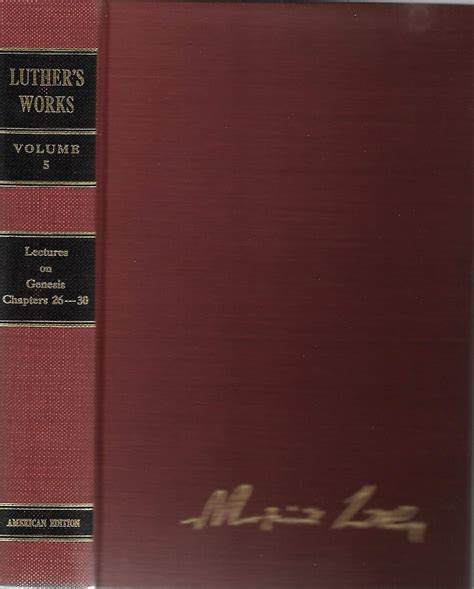 LUTHER'S
WORKS
VOLUME
5
Lectures
on
Genesis
Chapters 26—30
AMERICAN EDITION